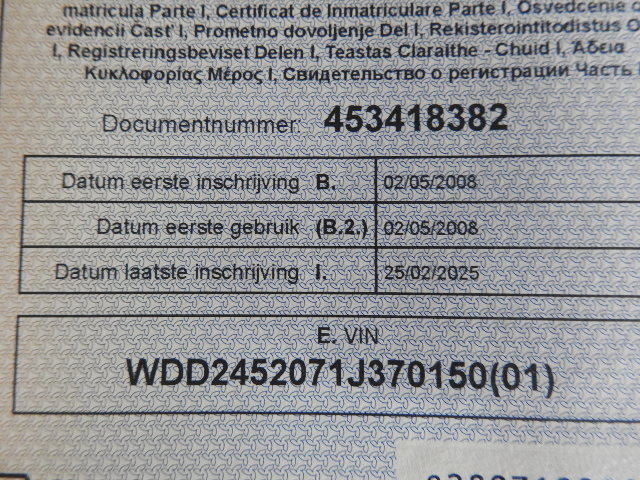 matricula Parte I, Certificat de Inmatriculare Parte I, Osvedcenie o
evidencii Cast' I, Prometno dovoljenje Del I, Rekisterointitodistus O
I, Registreringsbeviset Delen I, Teastas Claraithe - Chuid I, Άδεια
Κυκλοφορίας Μέρος I, Свидетельство о регистрации Часть I
Documentnummer: 453418382
Datum eerste inschrijving B. 02/05/2008
Datum eerste gebruik (B.2.) 02/05/2008
Datum laatste inschrijving I. 25/02/2025
E. VIN
WDD2452071J370150(01)